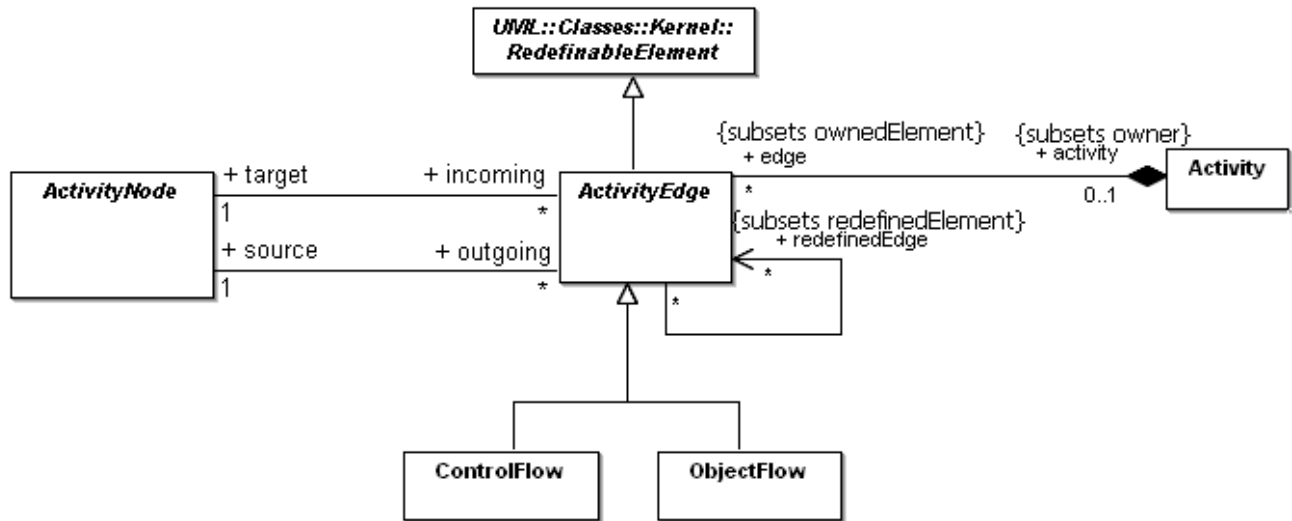 UML::Classes::Kernel::
RedefinableElement
{subsets ownedElement}
{subsets owner}
+ edge
+ activity
*
0..1
Activity
ActivityNode
+ target
+ incoming
1
*
+ source
+ outgoing
1
*
ActivityEdge
{subsets redefinedElement}
+ redefinedEdge
*
*
ControlFlow
ObjectFlow